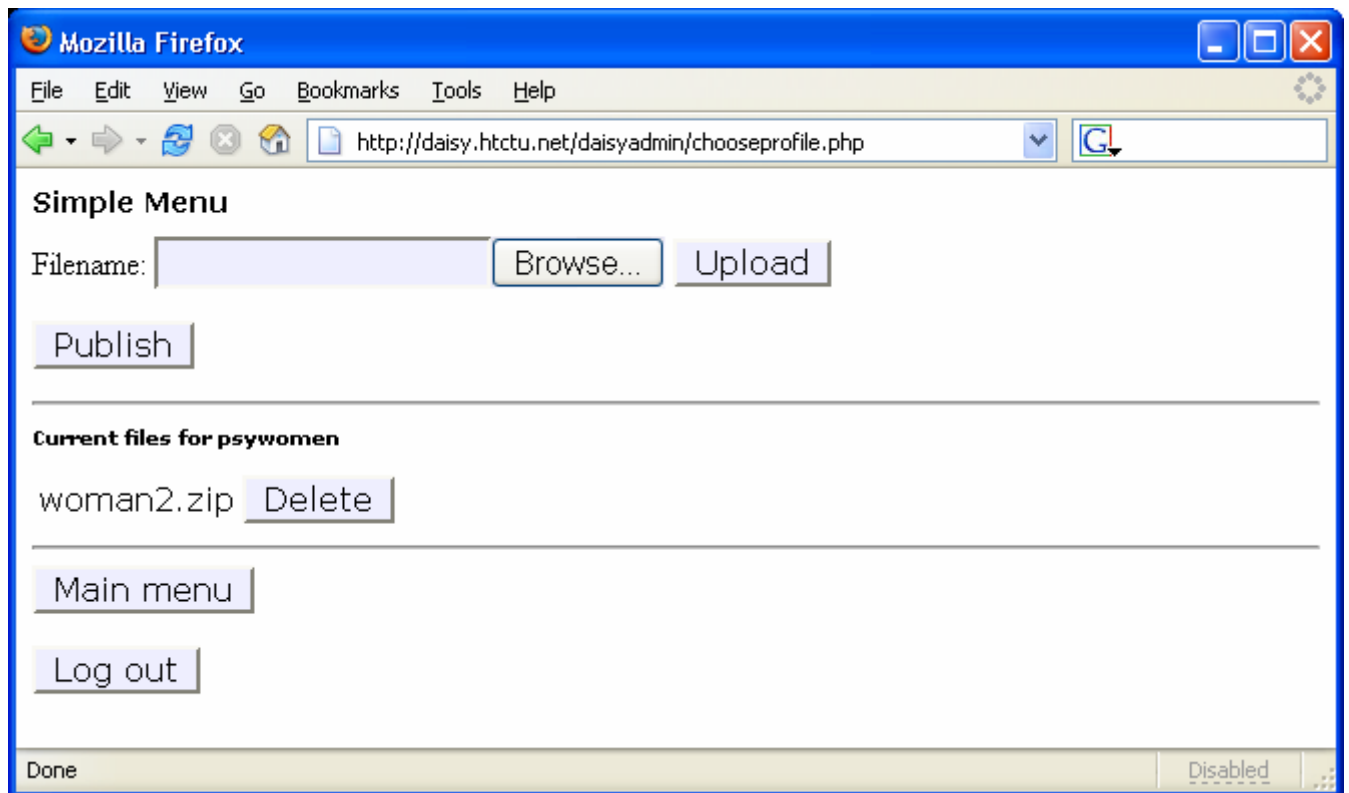 Mozilla Firefox
File Edit View Go Bookmarks Tools Help
http://daisy.htctu.net/daisyadmin/chooseprofile.php G
Simple Menu
Filename: Browse... Upload
Publish
Current files for psywomen
woman2.zip Delete
Main menu
Log out
Done Disabled